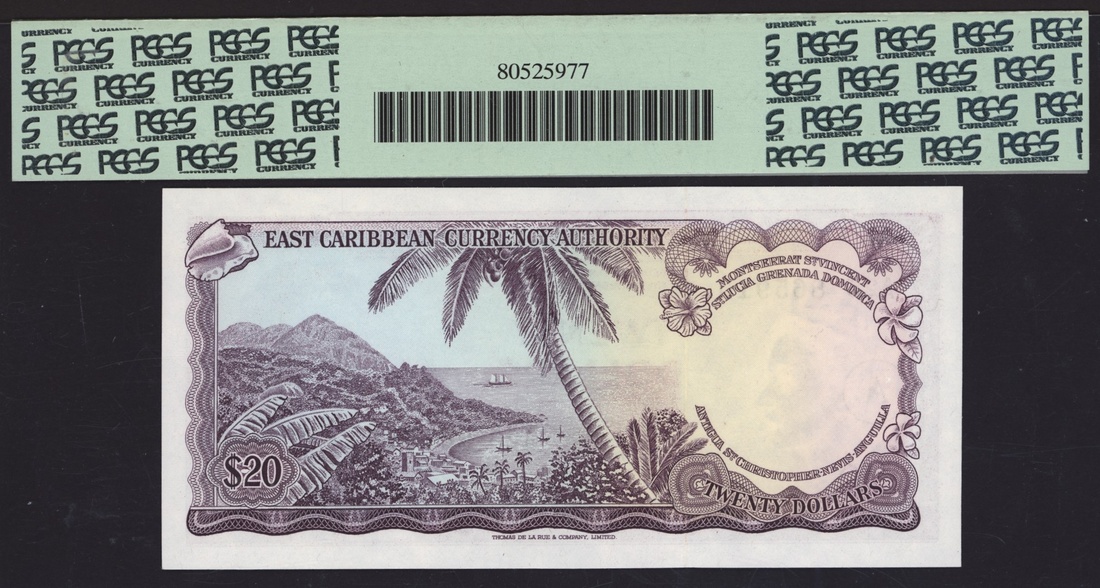 PCGS CURRENCY
80525977
EAST CARIBBEAN CURRENCY AUTHORITY
MONTSERRAT ST VINCENT
ST LUCIA GRENADA DOMINICA
ANTIGUA ST CHRISTOPHER-NEVIS-ANGUILLA
$20
TWENTY DOLLARS
THOMAS DE LA RUE & COMPANY, LIMITED.